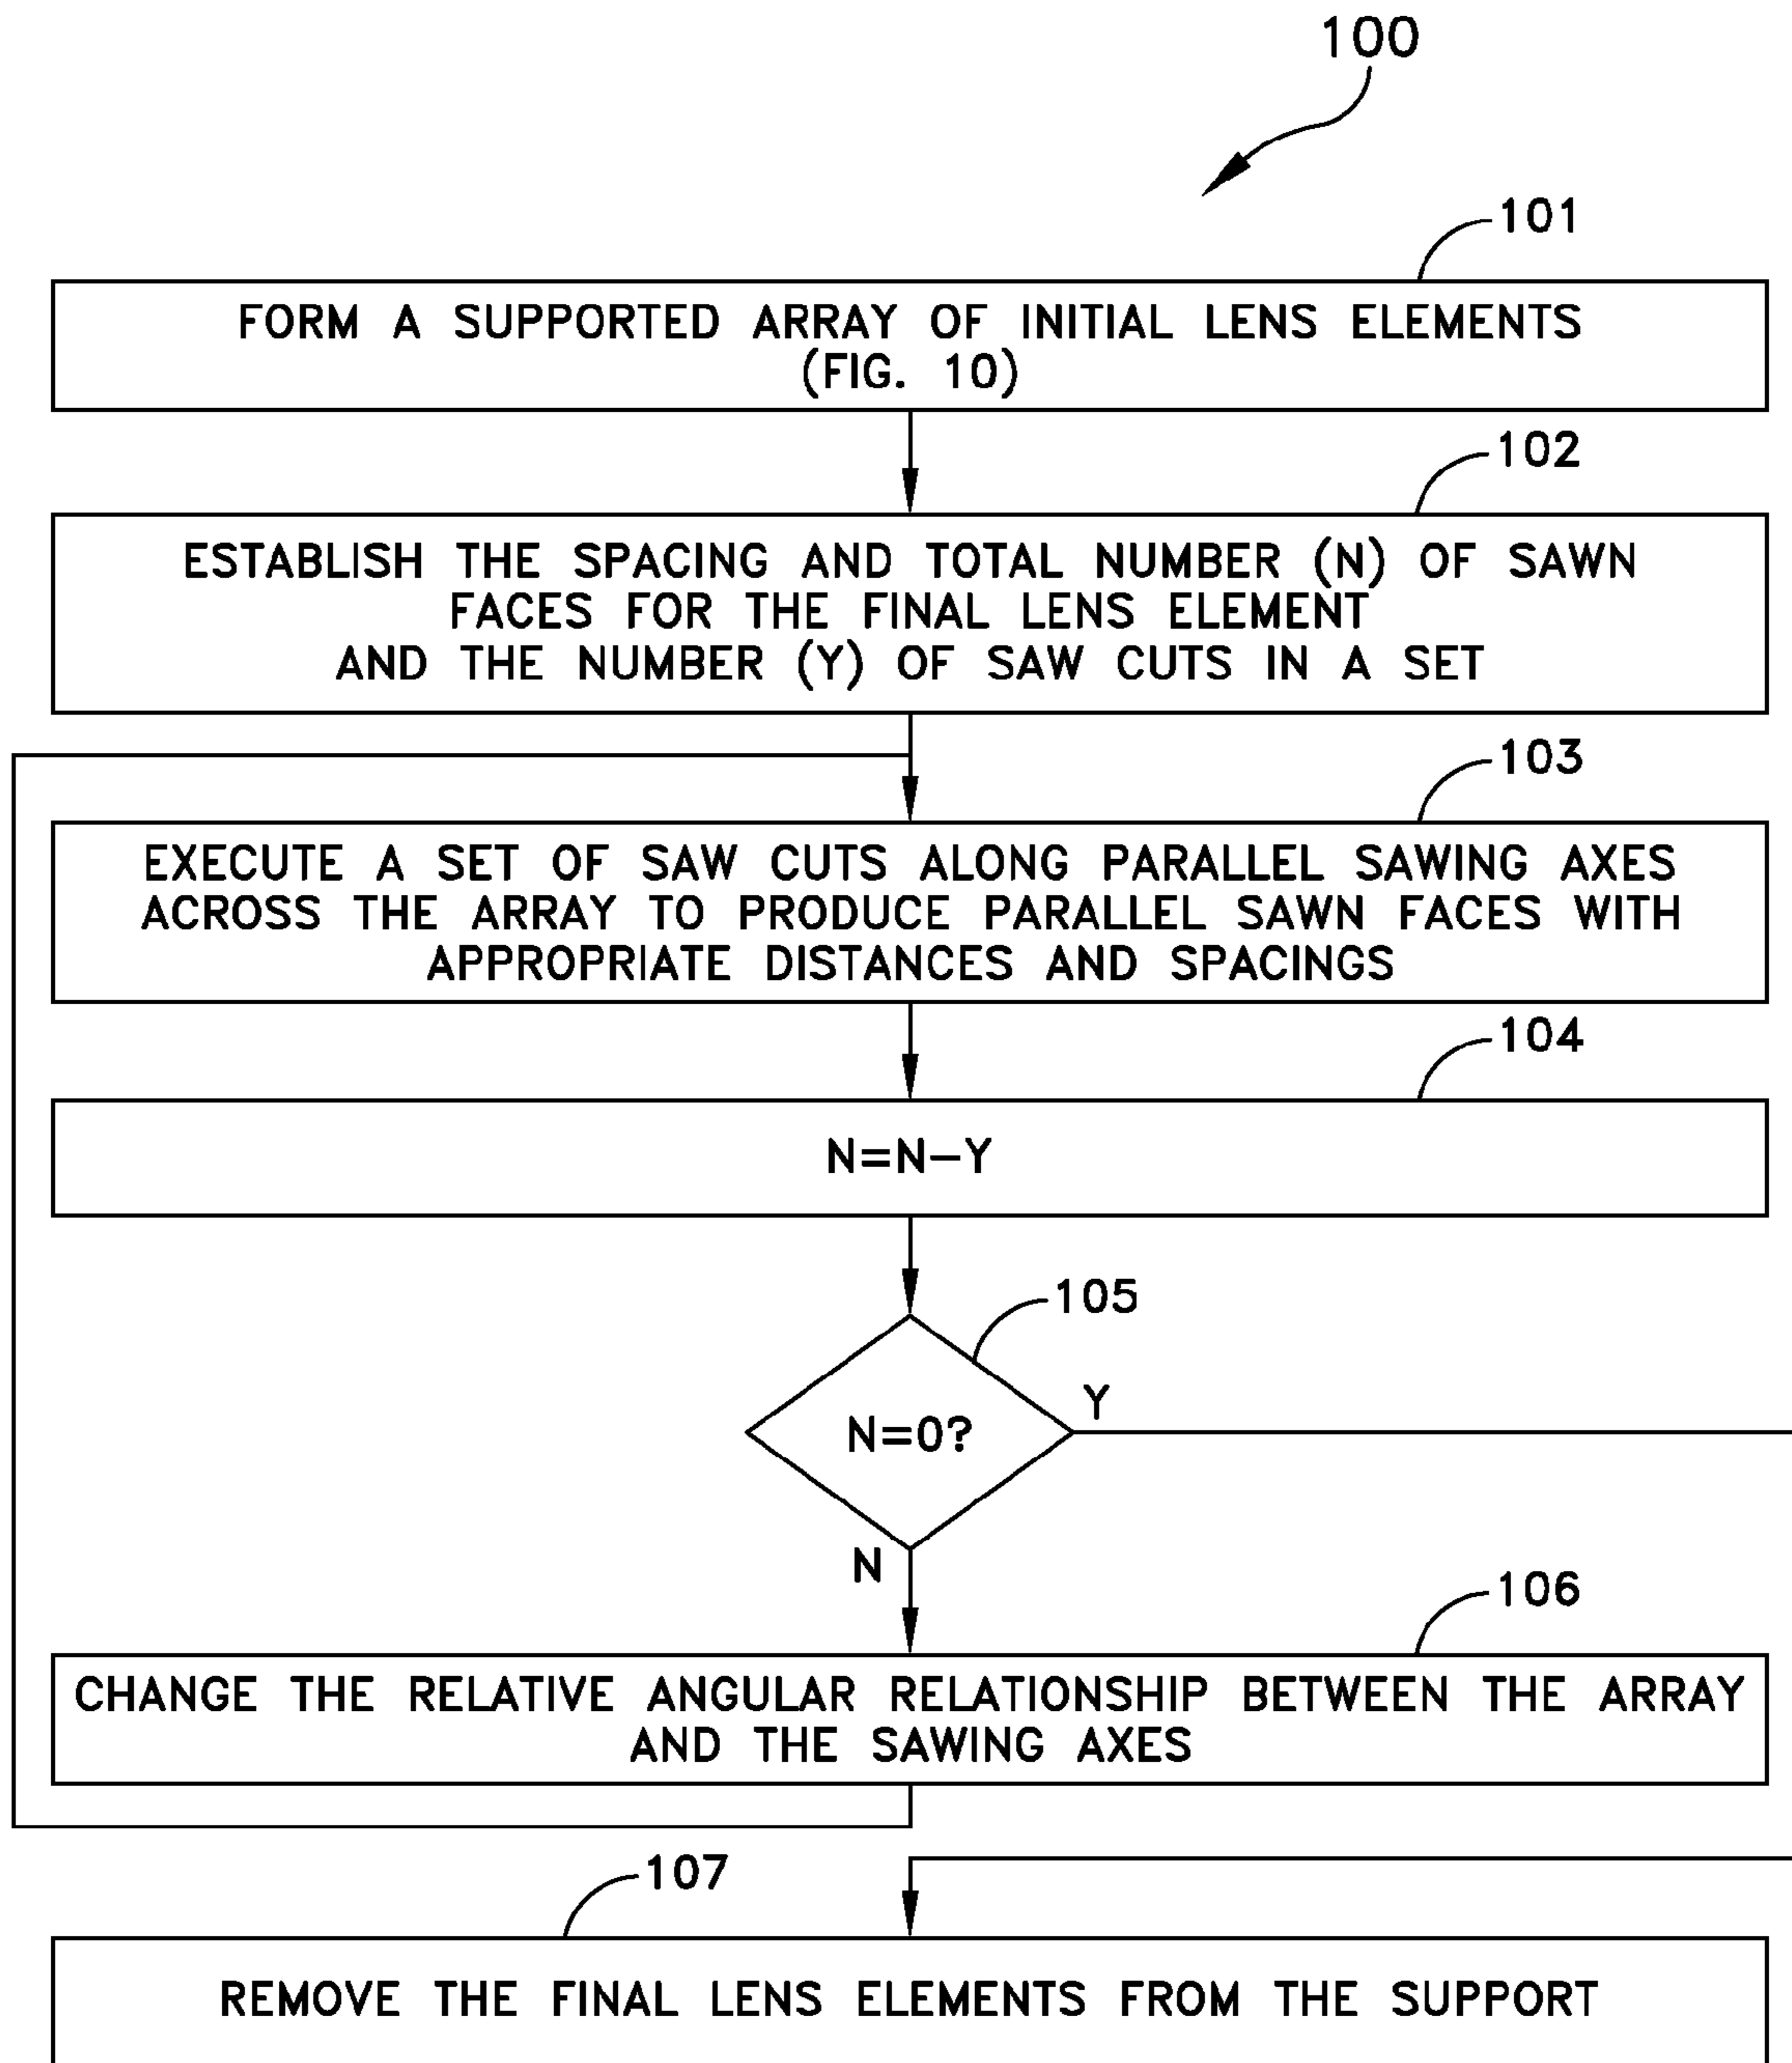 100
101
FORM A SUPPORTED ARRAY OF INITIAL LENS ELEMENTS
(FIG. 10)
102
ESTABLISH THE SPACING AND TOTAL NUMBER (N) OF SAWN
FACES FOR THE FINAL LENS ELEMENT
AND THE NUMBER (Y) OF SAW CUTS IN A SET
103
EXECUTE A SET OF SAW CUTS ALONG PARALLEL SAWING AXES
ACROSS THE ARRAY TO PRODUCE PARALLEL SAWN FACES WITH
APPROPRIATE DISTANCES AND SPACINGS
104
N=N-Y
105
N=0?
Y
N
106
CHANGE THE RELATIVE ANGULAR RELATIONSHIP BETWEEN THE ARRAY
AND THE SAWING AXES
107
REMOVE THE FINAL LENS ELEMENTS FROM THE SUPPORT